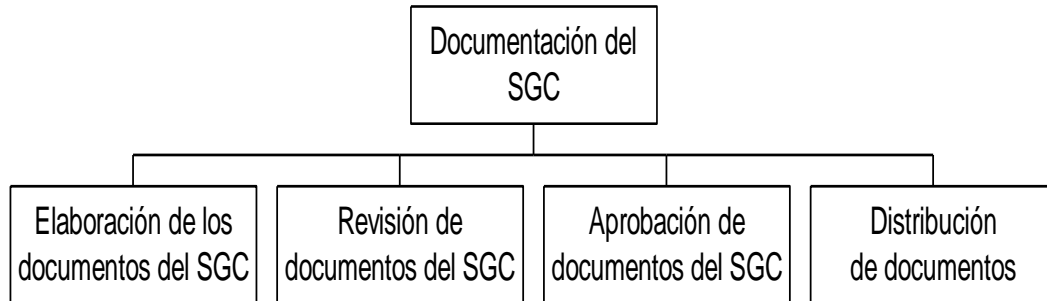 Documentación del
SGC
Elaboración de los
documentos del SGC
Revisión de
documentos del SGC
Aprobación de
documentos del SGC
Distribución
de documentos